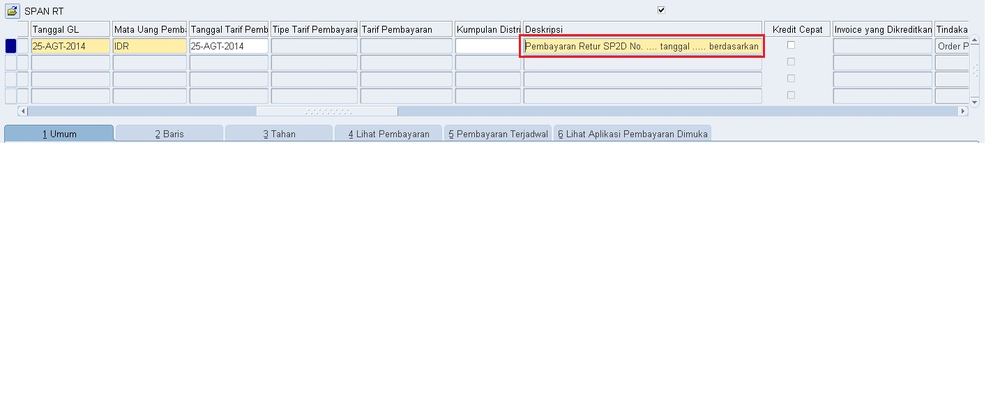 SPAN RT
Tanggal GL Mata Uang Pemb Tanggal Tarif Pemb Tipe Tarif Pembayara Tarif Pembayaran Kumpulan Distri Deskripsi Kredit Cepat Invoice yang Dikreditkan Tindaka
25-AGT-2014 IDR 25-AGT-2014 Pembayaran Retur SP2D No. .... tanggal ..... berdasarkan Order P
1 Umum 2 Baris 3 Tahan 4 Lihat Pembayaran 5 Pembayaran Terjadwal 6 Lihat Aplikasi Pembayaran Dimuka